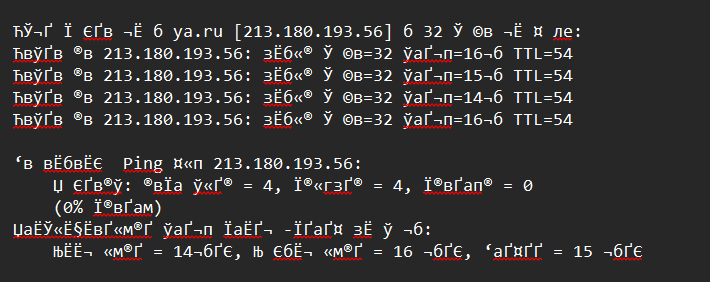 ЋЎ¬Ґ Ї ЄҐв ¬Ё б ya.ru [213.180.193.56] б 32 Ў ©в ¬Ё ¤ ле:
ЋвўҐв ®в 213.180.193.56: зЁб«® Ў ©в=32 ўаҐ¬п=16¬б TTL=54
ЋвўҐв ®в 213.180.193.56: зЁб«® Ў ©в=32 ўаҐ¬п=15¬б TTL=54
ЋвўҐв ®в 213.180.193.56: зЁб«® Ў ©в=32 ўаҐ¬п=14¬б TTL=54
ЋвўҐв ®в 213.180.193.56: зЁб«® Ў ©в=32 ўаҐ¬п=16¬б TTL=54
‘в вЁбвЁЄ  Ping ¤«п 213.180.193.56:
Џ ЄҐв®ў: ®вЇа ў«Ґ® = 4, Ї®«гзҐ® = 4, Ї®вҐап® = 0
(0% Ї®вҐам)
ЏаЁЎ«Ё§ЁвҐ«м®Ґ ўаҐ¬п ЇаЁҐ¬ -ЇҐаҐ¤ зЁ ў ¬б:
ЊЁЁ¬ «м®Ґ = 14¬бҐЄ, Њ ЄбЁ¬ «м®Ґ = 16 ¬бҐЄ, ‘аҐ¤ҐҐ = 15 ¬бҐЄ